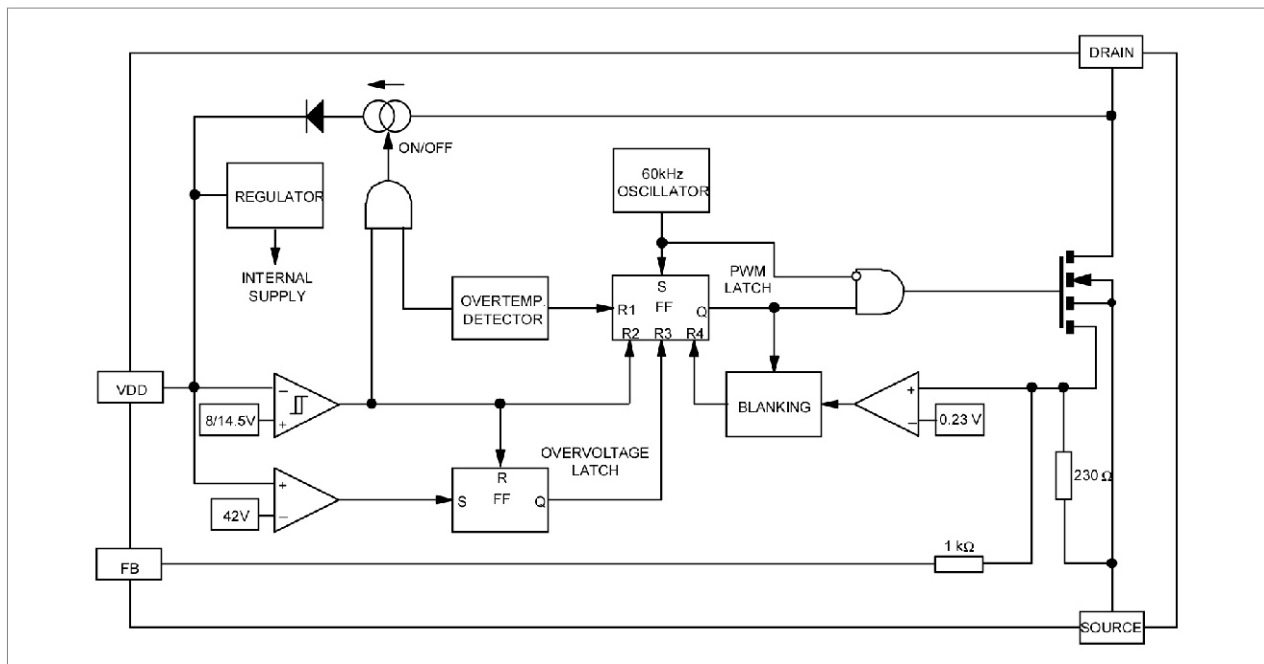 DRAIN
ON/OFF
60kHz
OSCILLATOR
REGULATOR
INTERNAL
SUPPLY
PWM
LATCH
OVERTEMP.
DETECTOR
S
FF
R1
Q
R2 R3 R4
VDD
-
+
8/14.5V
BLANKING
+
-
0.23 V
OVERVOLTAGE
LATCH
230 Ω
R
FF
S
Q
+
-
42V
1 kΩ
FB
SOURCE